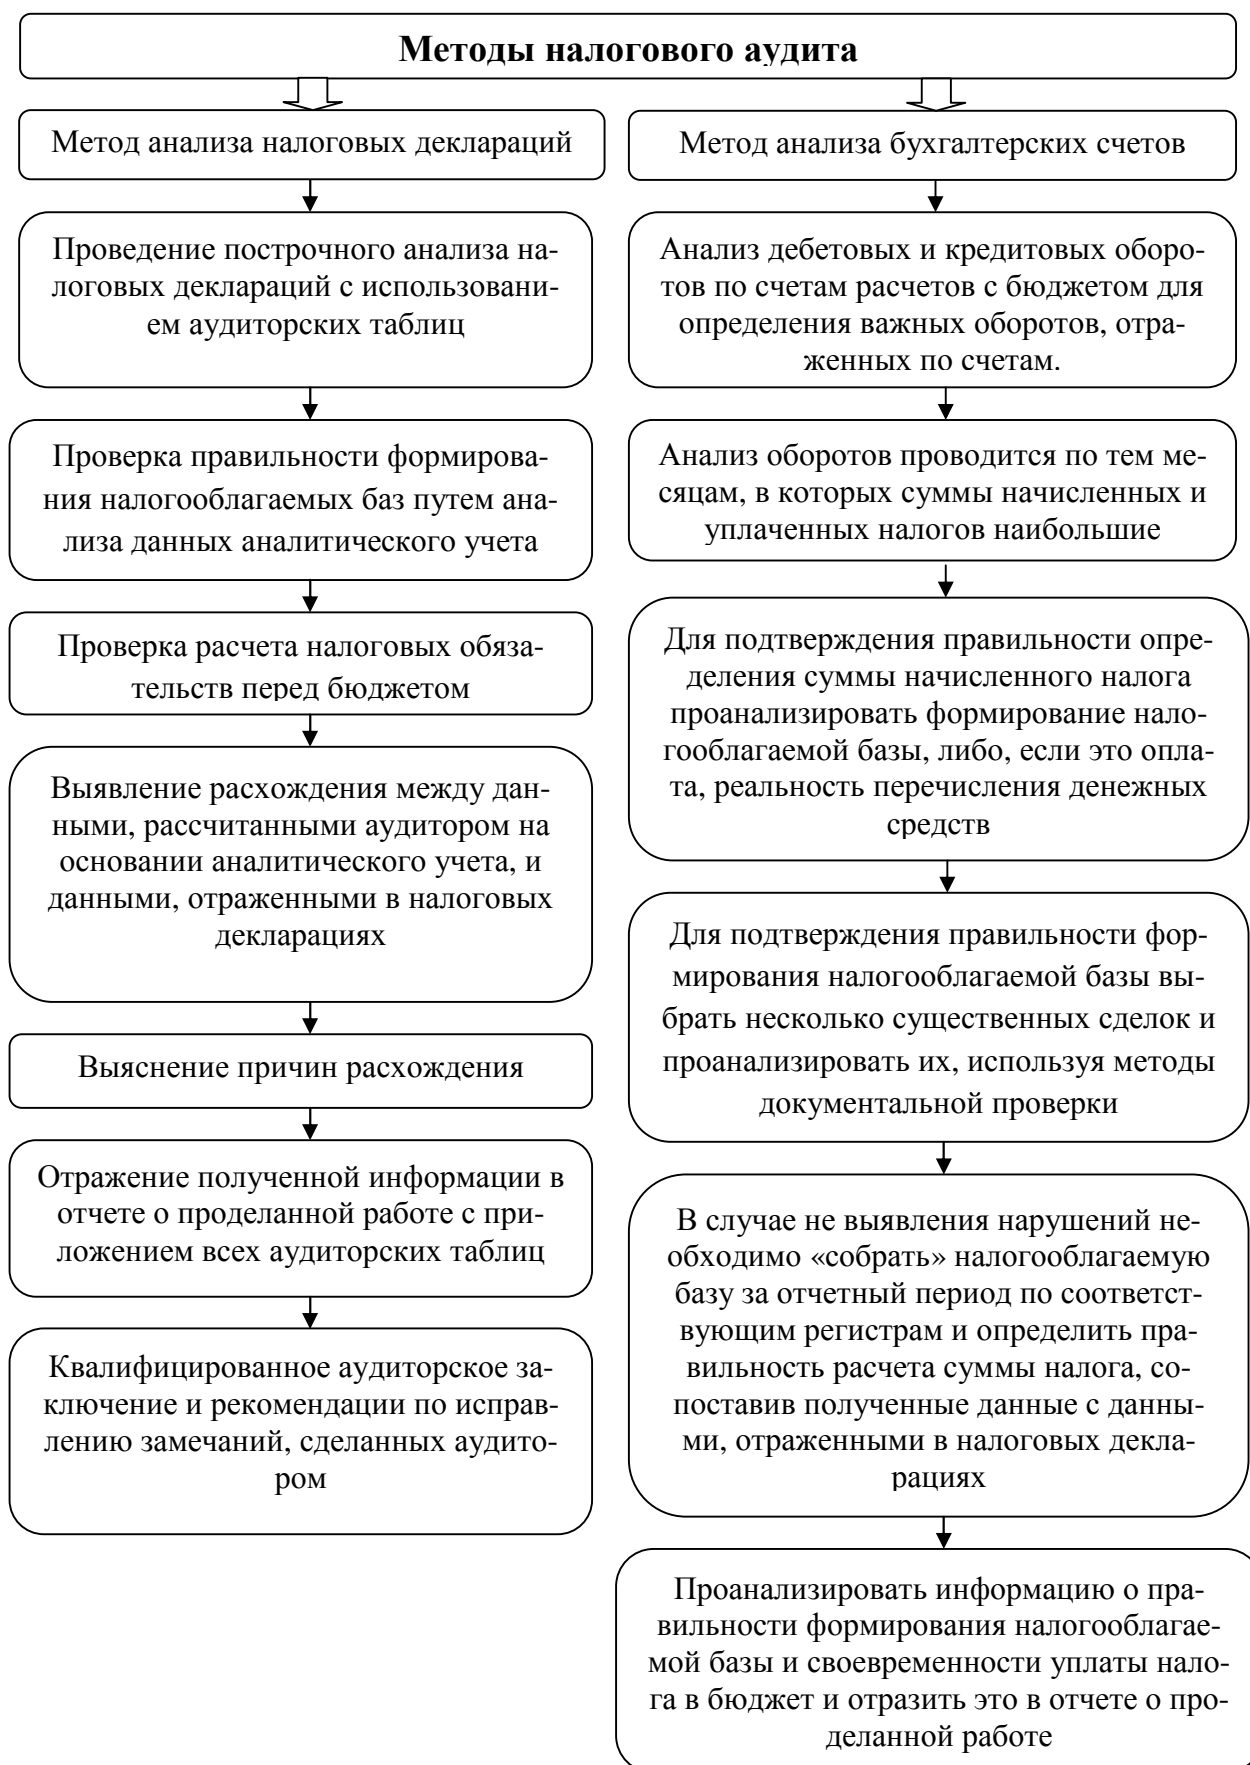 Методы налогового аудита
Метод анализа налоговых деклараций
Проведение построчного анализа на-
логовых деклараций с использовани-
ем аудиторских таблиц
Проверка правильности формирова-
ния налогооблагаемых баз путем ана-
лиза данных аналитического учета
Проверка расчета налоговых обяза-
тельств перед бюджетом
Выявление расхождения между дан-
ными, рассчитанными аудитором на
основании аналитического учета, и
данными, отраженными в налоговых
декларациях
Выяснение причин расхождения
Отражение полученной информации в
отчете о проделанной работе с при-
ложением всех аудиторских таблиц
Квалифицированное аудиторское за-
ключение и рекомендации по исправ-
лению замечаний, сделанных аудито-
ром
Метод анализа бухгалтерских счетов
Анализ дебетовых и кредитовых оборо-
тов по счетам расчетов с бюджетом для
определения важных оборотов, отра-
женных по счетам.
Анализ оборотов проводится по тем ме-
сяцам, в которых суммы начисленных и
уплаченных налогов наибольшие
Для подтверждения правильности опре-
деления суммы начисленного налога
проанализировать формирование нало-
гооблагаемой базы, либо, если это опла-
та, реальность перечисления денежных
средств
Для подтверждения правильности фор-
мирования налогооблагаемой базы вы-
брать несколько существенных сделок и
проанализировать их, используя методы
документальной проверки
В случае не выявления нарушений не-
обходимо «собрать» налогооблагаемую
базу за отчетный период по соответст-
вующим регистрам и определить пра-
вильность расчета суммы налога, со-
поставив полученные данные с данны-
ми, отраженными в налоговых декла-
рациях
Проанализировать информацию о пра-
вильности формирования налогооблагае-
мой базы и своевременности уплаты нало-
га в бюджет и отразить это в отчете о про-
деланной работе